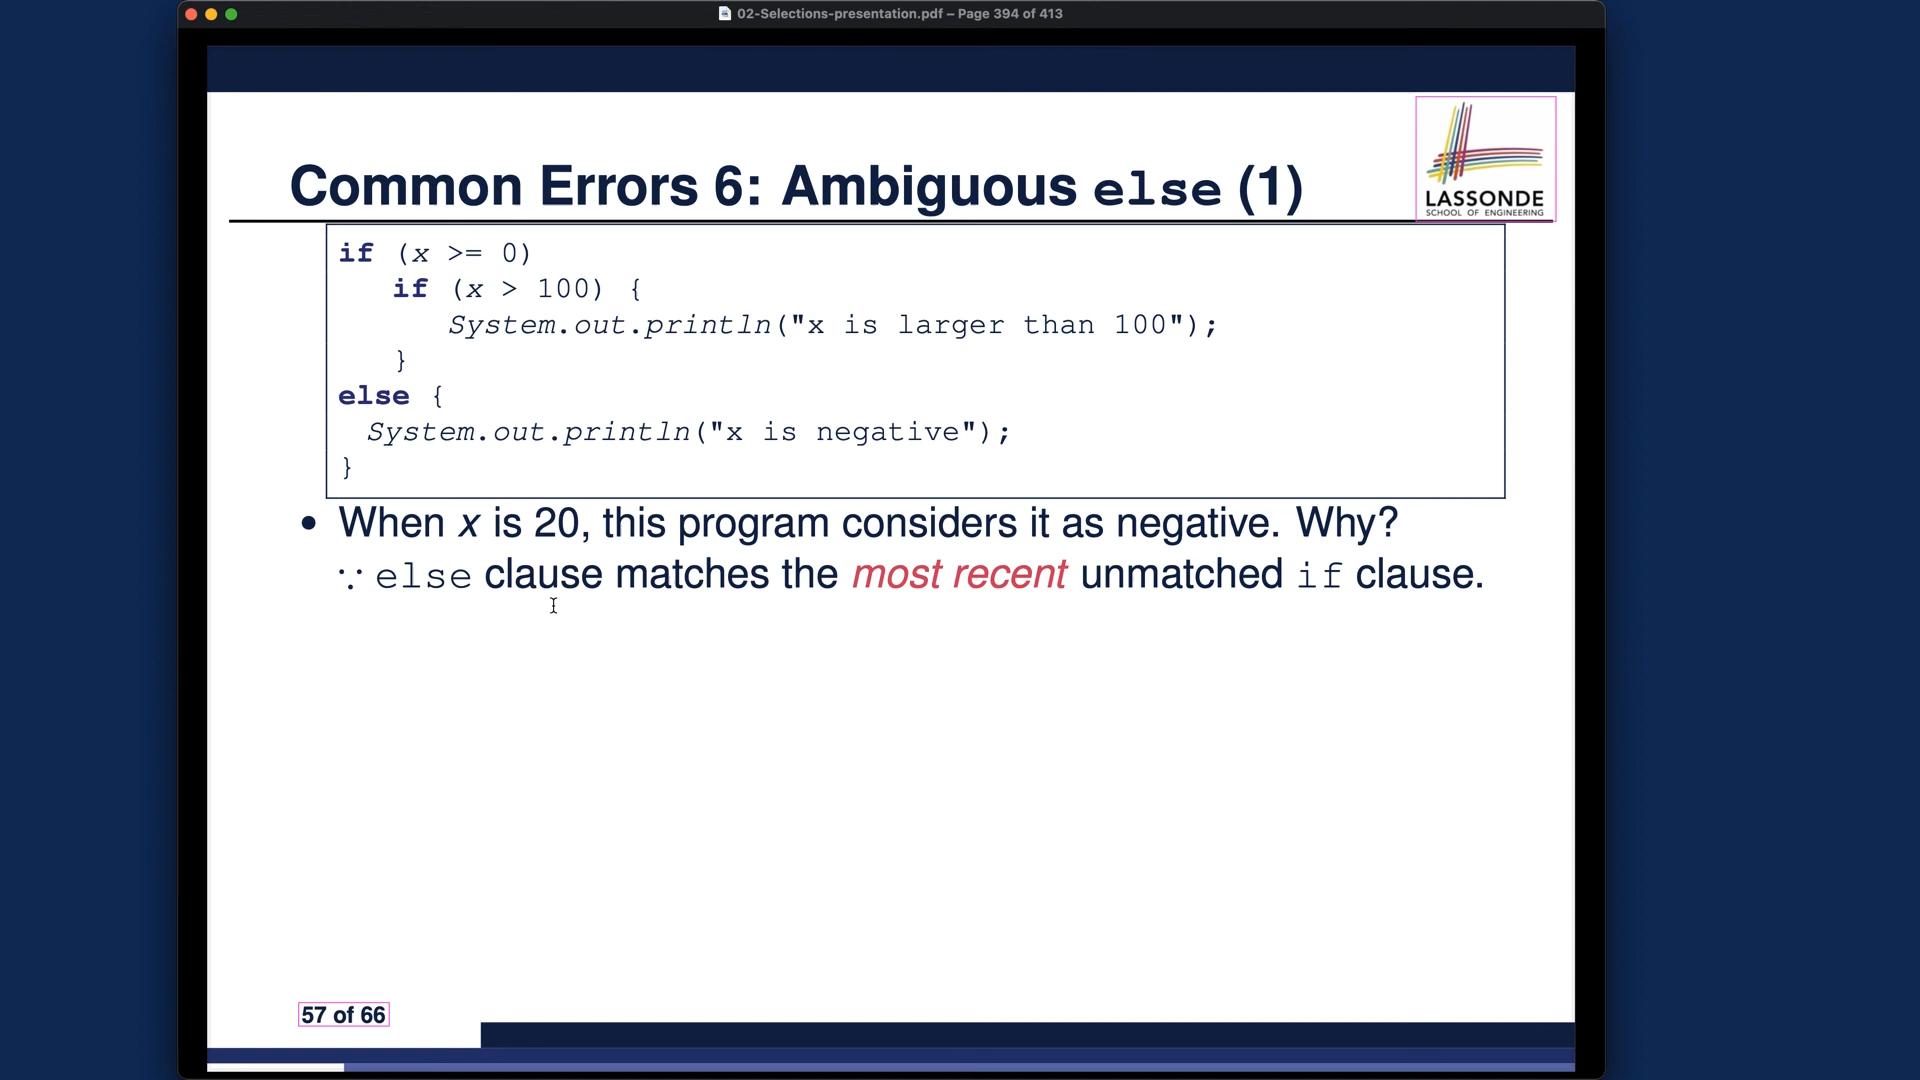 02-Selections-presentation.pdf – Page 394 of 413
LASSONDE
SCHOOL OF ENGINEERING
Common Errors 6: Ambiguous else (1)
if (x >= 0)
   if (x > 100) {
      System.out.println("x is larger than 100");
   }
else {
  System.out.println("x is negative");
}
• When x is 20, this program considers it as negative. Why?
∵ else clause matches the most recent unmatched if clause.
57 of 66